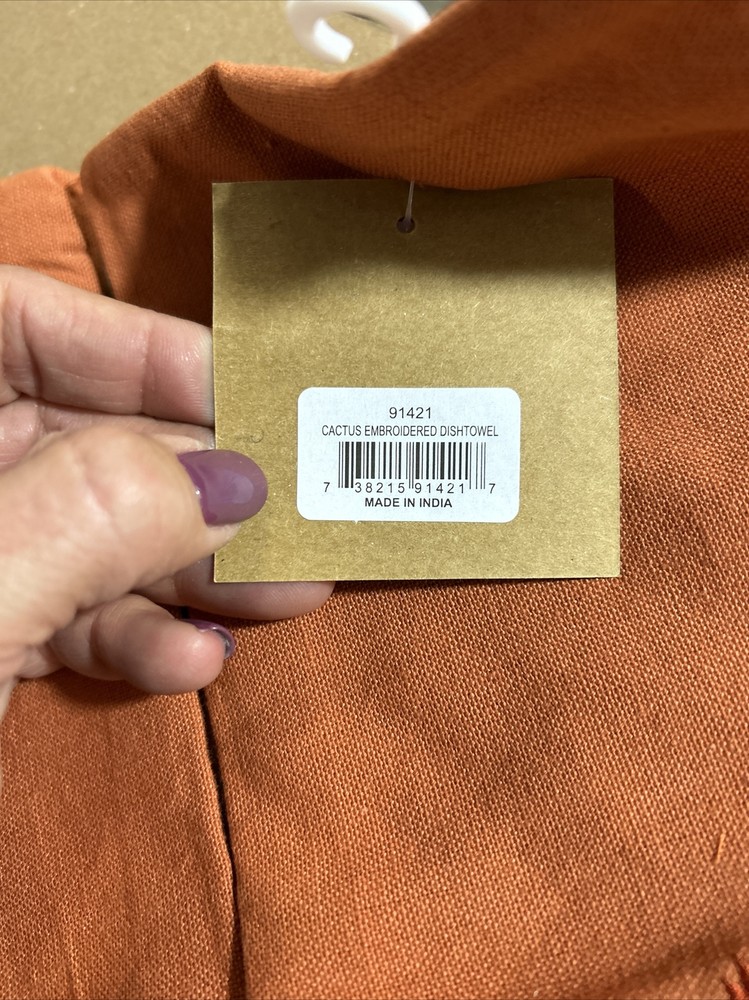 91421
CACTUS EMBROIDERED DISHTOWEL
7 38215 91421 7
MADE IN INDIA